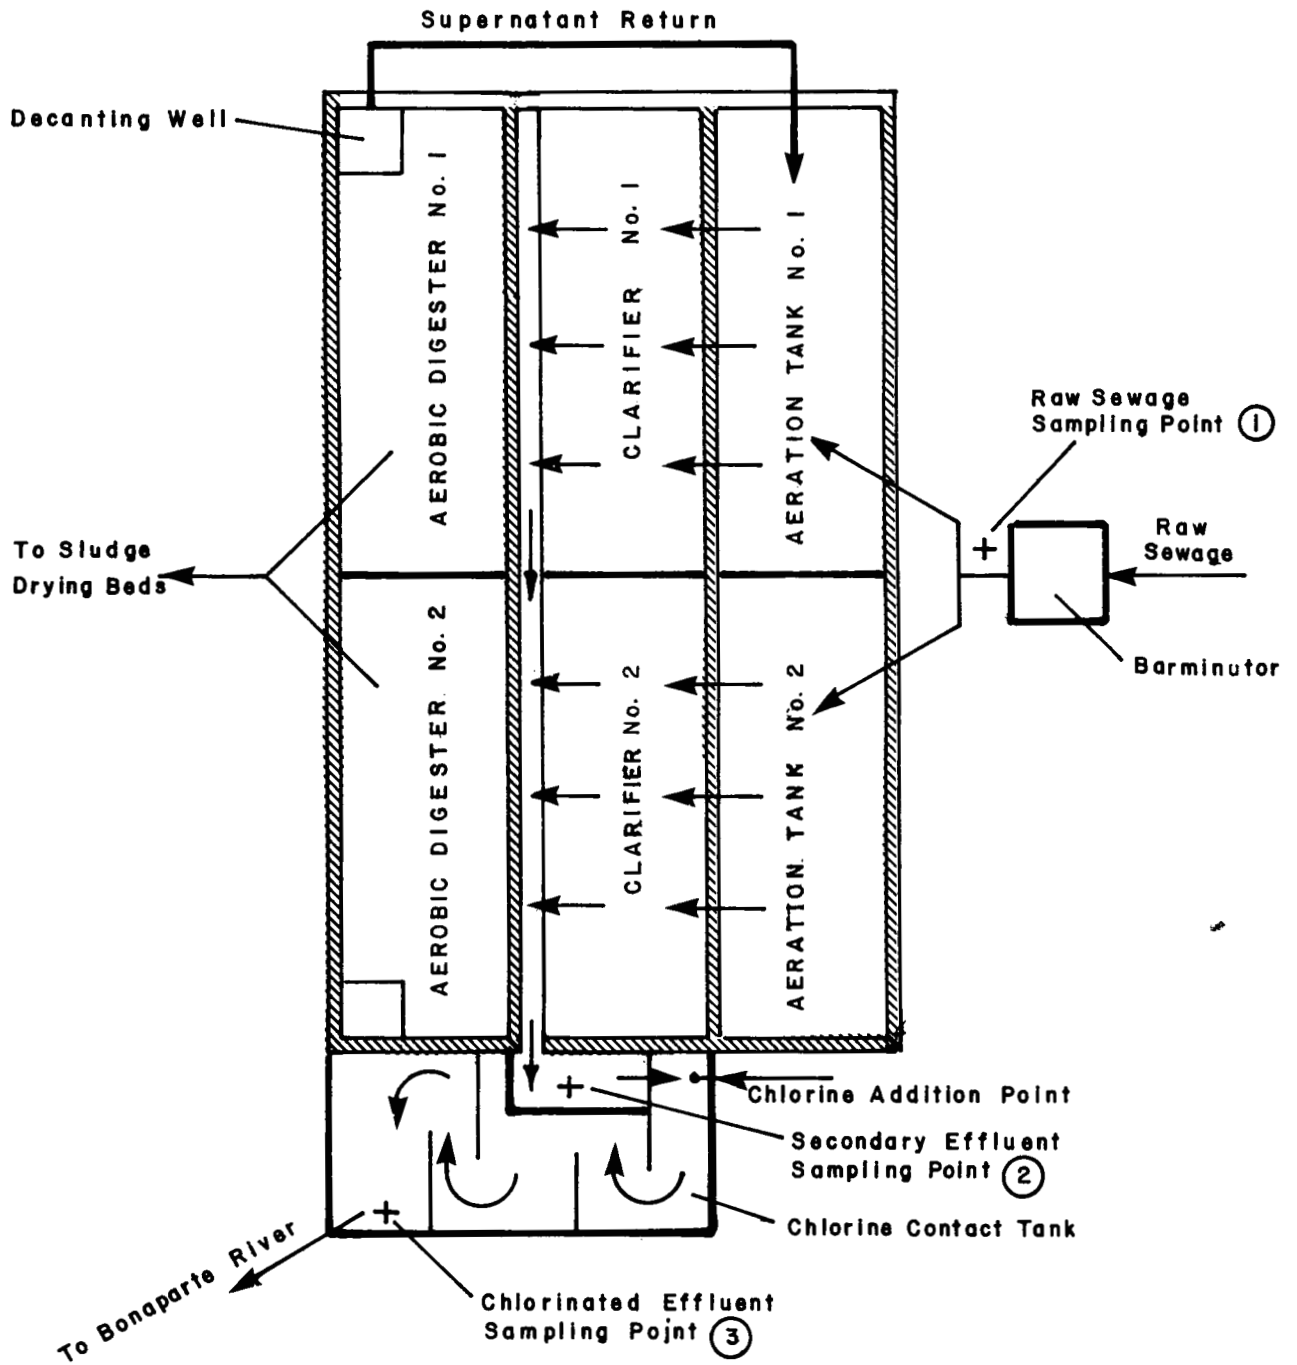 Supernatant Return
Decanting Well
AEROBIC DIGESTER No. 1
CLARIFIER No. 1
AERATION TANK No. 1
Raw Sewage
Sampling Point 1
Raw
Sewage
To Sludge
Drying Beds
Barminutor
AEROBIC DIGESTER No. 2
CLARIFIER No. 2
AERATION TANK No. 2
Chlorine Addition Point
Secondary Effluent
Sampling Point 2
Chlorine Contact Tank
To Bonaparte River
Chlorinated Effluent
Sampling Point 3